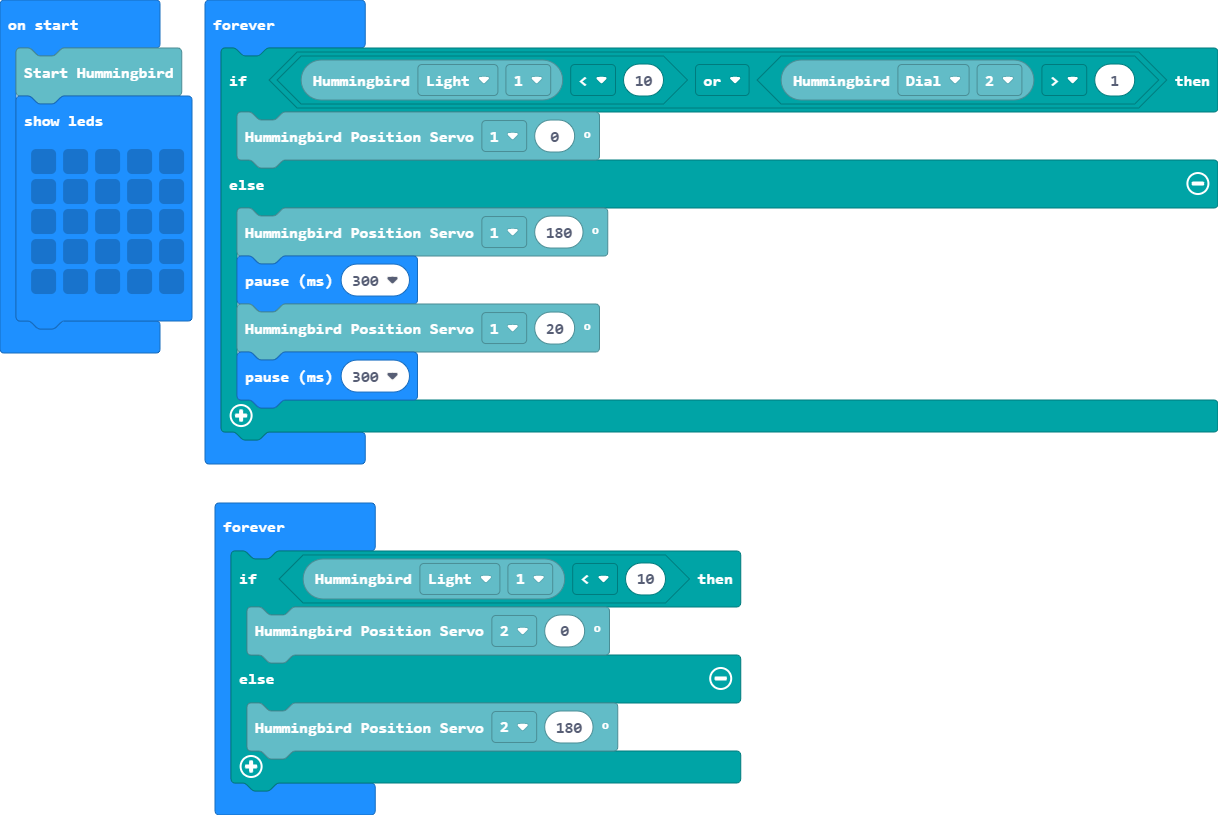 on start
Start Hummingbird
show leds
forever
if Hummingbird Light 1 < 10 or Hummingbird Dial 2 > 1 then
Hummingbird Position Servo 1 0 °
else
Hummingbird Position Servo 1 180 °
pause (ms) 300
Hummingbird Position Servo 1 20 °
pause (ms) 300
forever
if Hummingbird Light 1 < 10 then
Hummingbird Position Servo 2 0 °
else
Hummingbird Position Servo 2 180 °